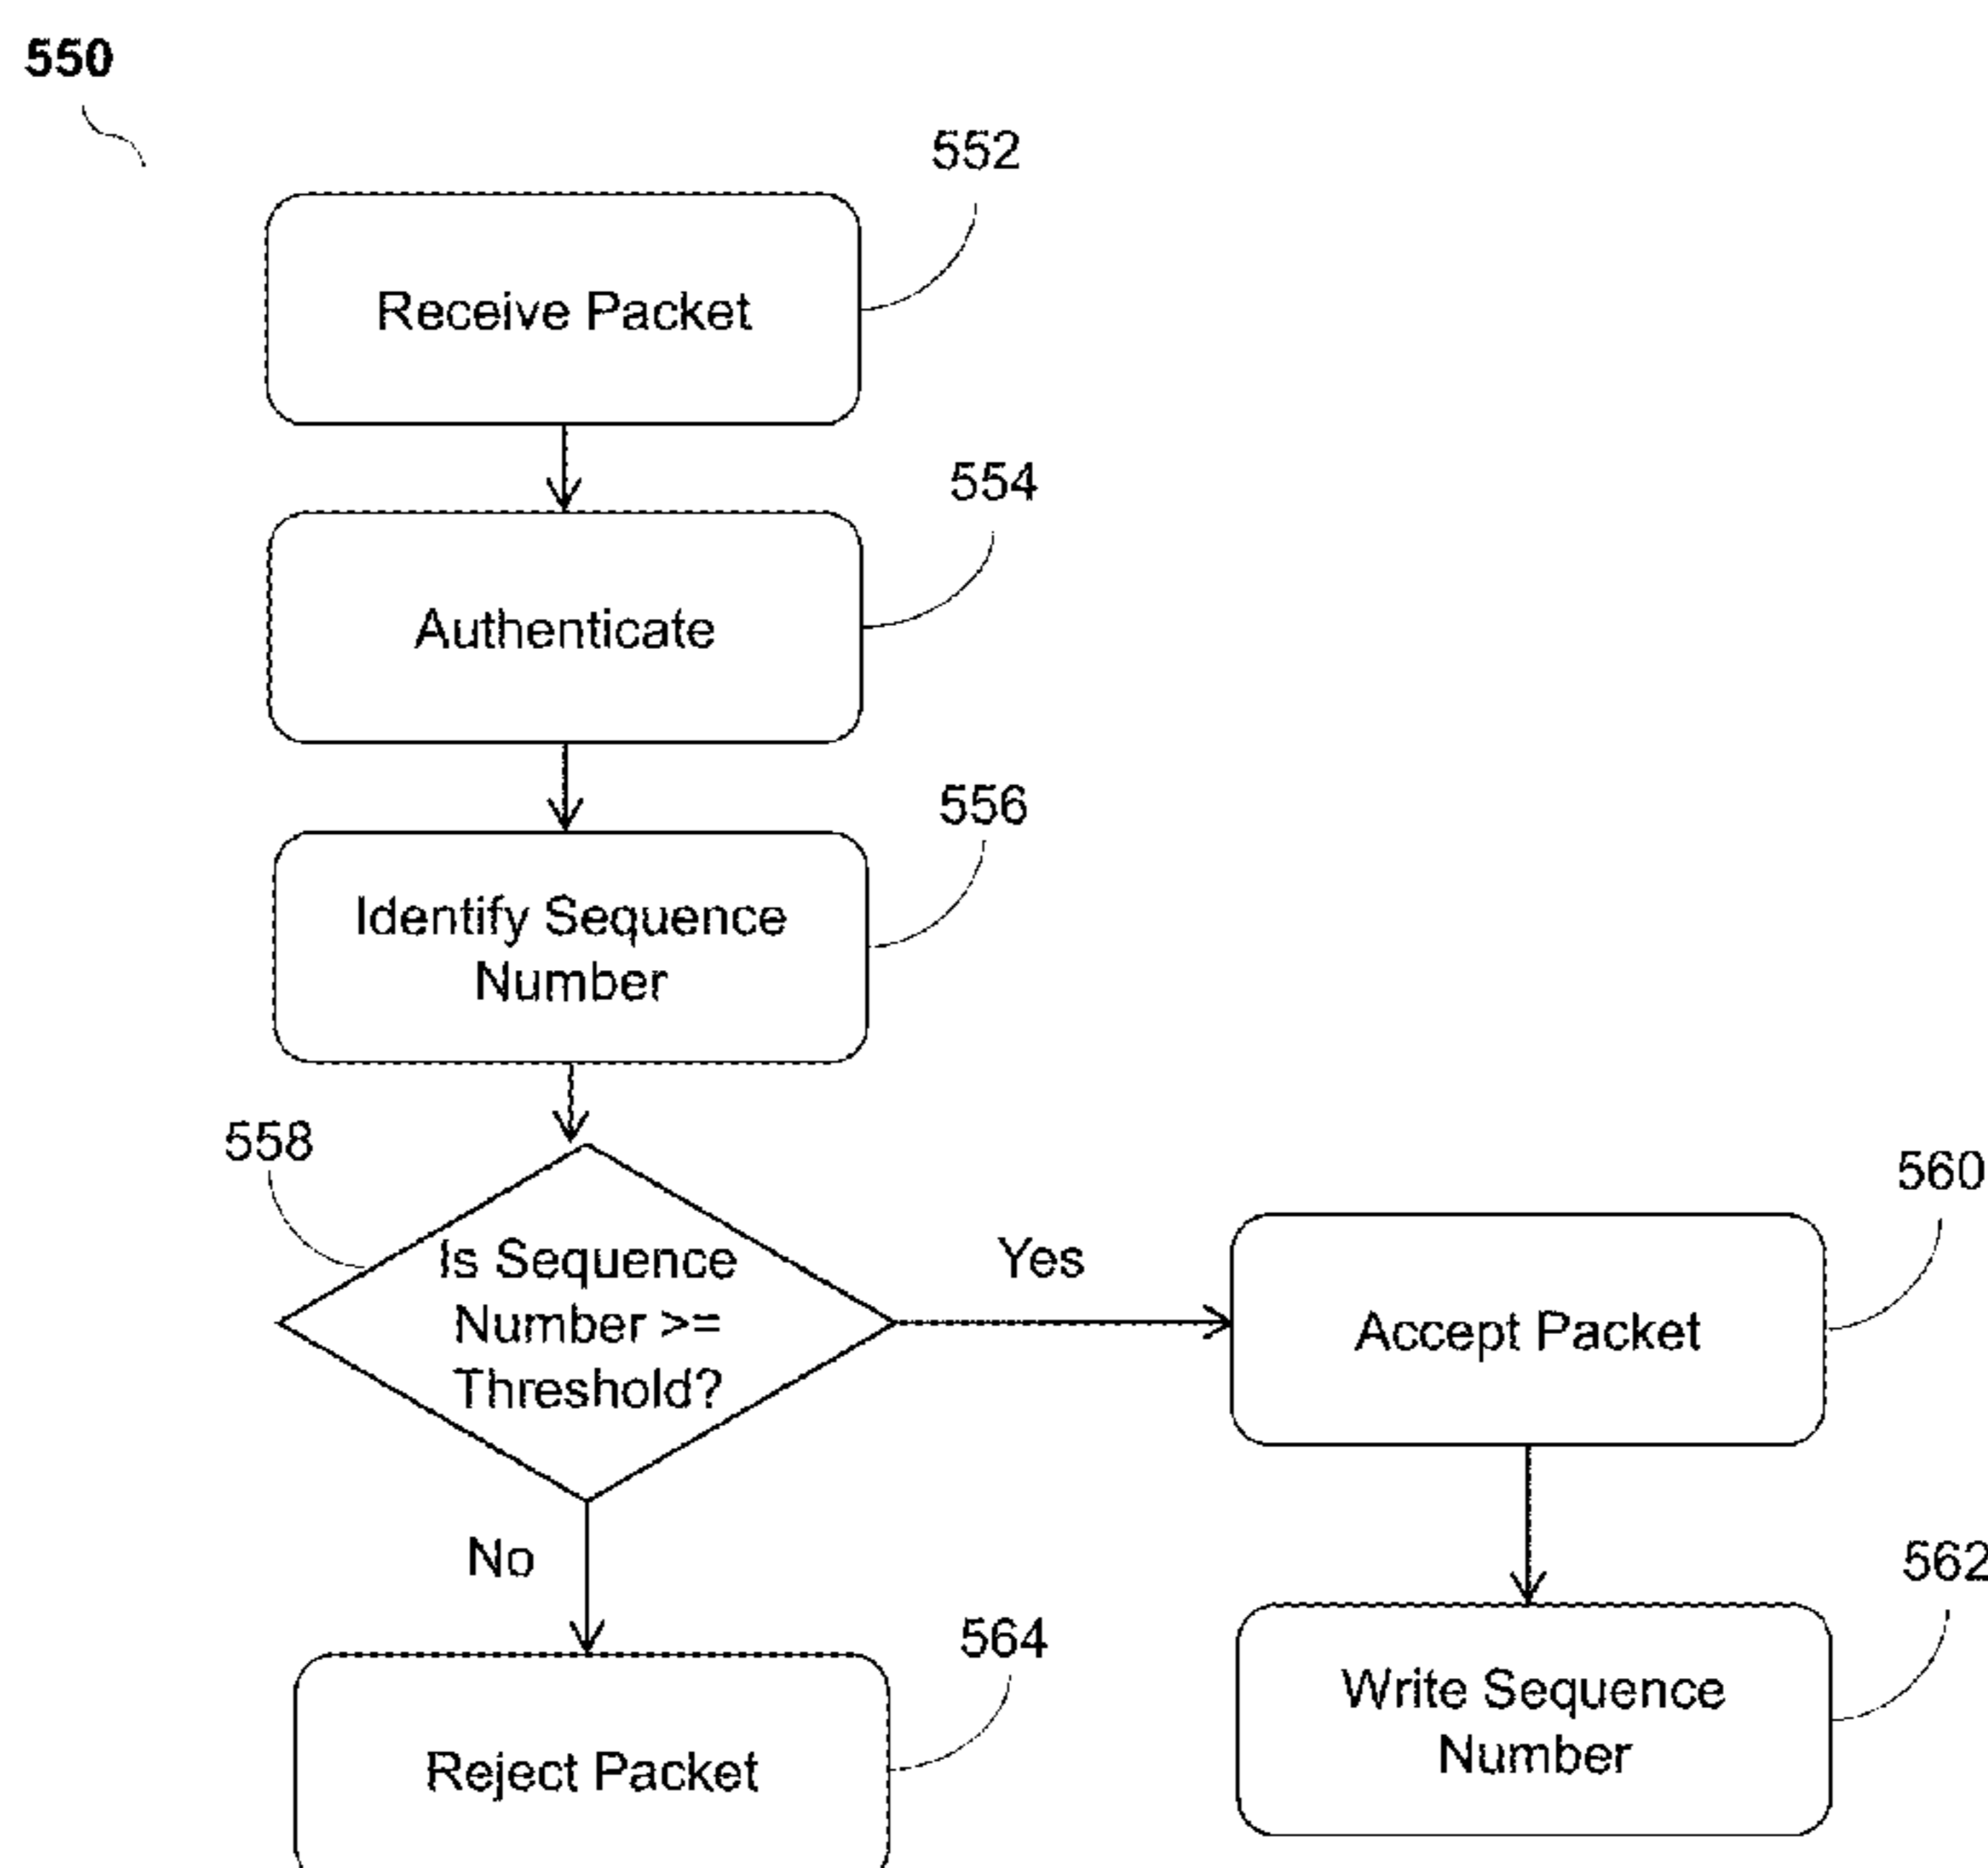 550
552
Receive Packet
554
Authenticate
556
Identify Sequence
Number
558
Is Sequence
Number >=
Threshold?
Yes
560
Accept Packet
No
562
Write Sequence
Number
564
Reject Packet